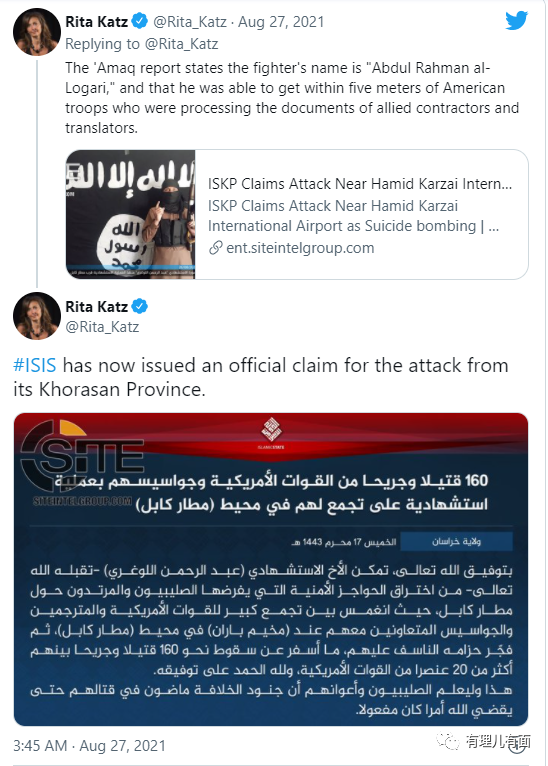 Rita Katz @Rita_Katz · Aug 27, 2021
Replying to @Rita_Katz
The 'Amaq report states the fighter's name is "Abdul Rahman al-
Logari," and that he was able to get within five meters of American
troops who were processing the documents of allied contractors and
translators.
لا إله إلا الله
الله
رسول
محمد
ISKP Claims Attack Near Hamid Karzai Intern...
ISKP Claims Attack Near Hamid Karzai
International Airport as Suicide bombing | ...
ent.siteintelgroup.com
Rita Katz
@Rita_Katz
#ISIS has now issued an official claim for the attack from
its Khorasan Province.
SITE
SITEINTELGROUP.COM
ISLAMIC STATE
160 قتيلا وجريحا من القوات الأمريكية وجواسيسهم بعملية
استشهادية على تجمع لهم في محيط (مطار كابل)
ولاية خراسان
الخميس 17 محرم 1443 هـ
بتوفيق الله تعالى، تمكن الأخ الاستشهادي (عبد الرحمن اللوغري) -تقبله الله
تعالى- من اختراق الحواجز الأمنية التي يفرضها الصليبيون والمرتدون حول
مطار كابل، حيث انغمس بين تجمع كبير للقوات الأمريكية والمترجمين
والجواسيس المتعاونين معهم عند (مخيم باران) في محيط (مطار كابل)، ثم
فجّر حزامه الناسف عليهم، ما أسفر عن سقوط نحو 160 قتيلا وجريحا بينهم
أكثر من 20 عنصرا من القوات الأمريكية، ولله الحمد على توفيقه.
هذا وليعلم الصليبيون وأعوانهم أن جنود الخلافة ماضون في قتالهم حتى
يقضي الله أمرا كان مفعولا.
3:45 AM · Aug 27, 2021
有理儿有面